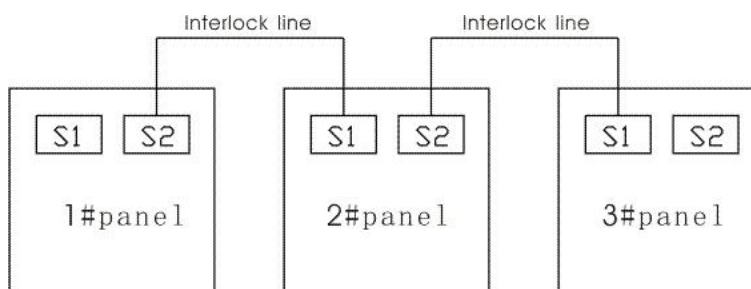 Interlock line Interlock line
S1 S2 S1 S2 S1 S2
1#panel 2#panel 3#panel